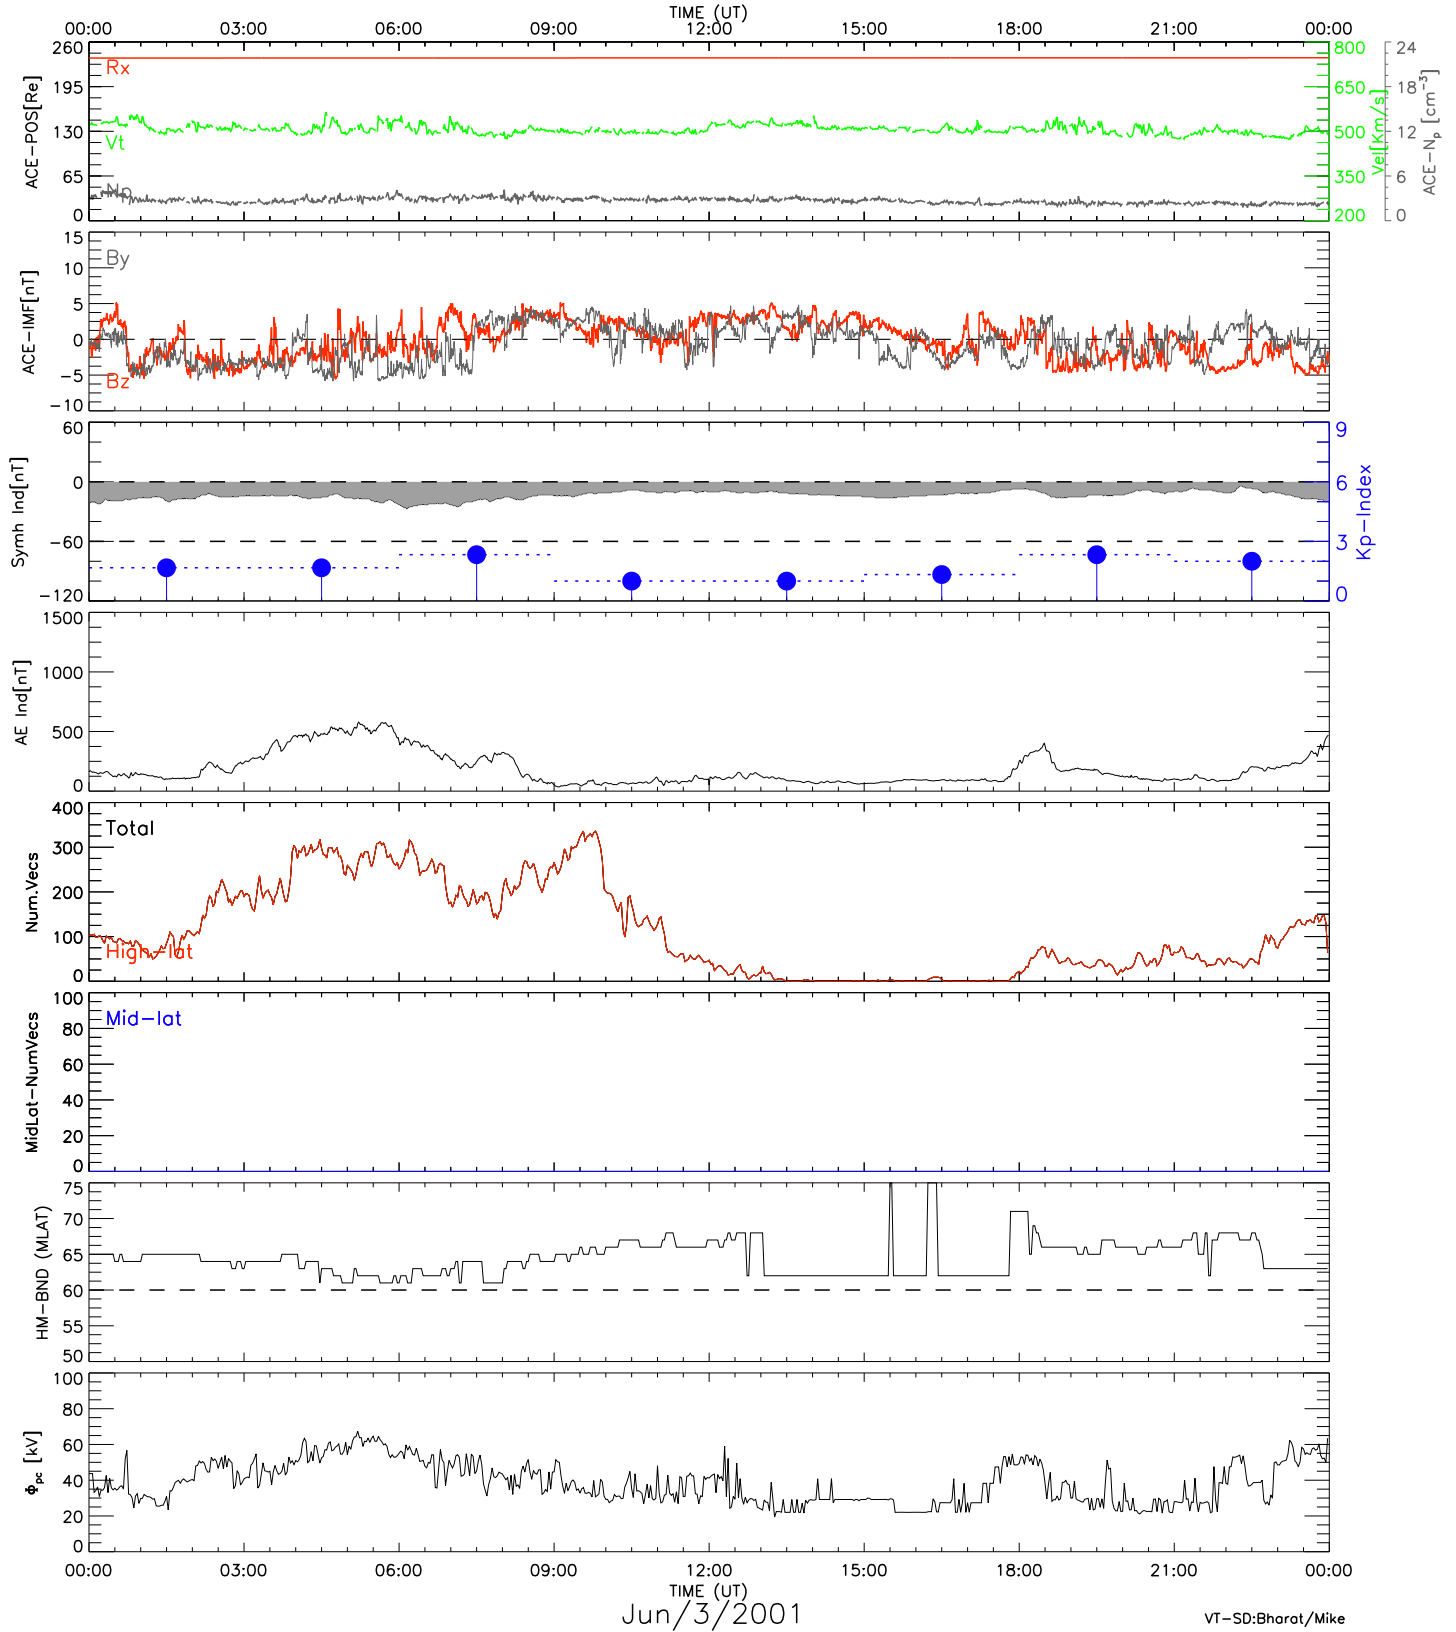 TIME (UT)
00:00 03:00 06:00 09:00 12:00 15:00 18:00 21:00 00:00
ACE-POS[Re]
260
195
130
65
0
Rx
Vt
Np
800
650
500
350
200
Vel[Km/s]
24
18
12
6
0
ACE-Np [cm-3]
ACE-IMF[nT]
15
10
5
0
-5
-10
By
Bz
Symh Ind[nT]
60
0
-60
-120
9
6
3
0
Kp-Index
AE Ind[nT]
1500
1000
500
0
Num.Vecs
400
300
200
100
0
Total
High-lat
MidLat-NumVecs
100
80
60
40
20
0
Mid-lat
HM-BND (MLAT)
75
70
65
60
55
50
Φpc [kV]
100
80
60
40
20
0
00:00 03:00 06:00 09:00 12:00 15:00 18:00 21:00 00:00
TIME (UT)
Jun/3/2001
VT-SD:Bharat/Mike